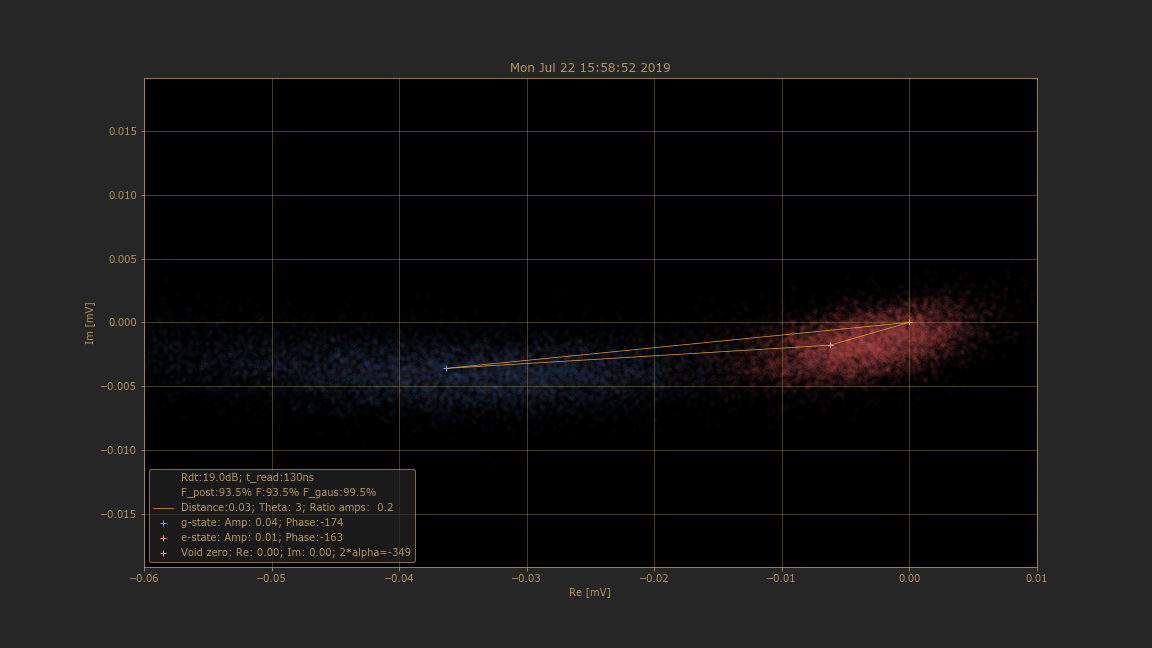 Mon Jul 22 15:58:52 2019
0.015
0.010
0.005
0.000
−0.005
−0.010
−0.015
Im [mV]
Rdt:19.0dB; t_read:130ns
F_post:93.5% F:93.5% F_gaus:99.5%
Distance:0.03; Theta: 3; Ratio amps:  0.2
g-state: Amp: 0.04; Phase:-174
e-state: Amp: 0.01; Phase:-163
Void zero: Re: 0.00; Im: 0.00; 2*alpha=-349
−0.06 −0.05 −0.04 −0.03 −0.02 −0.01 0.00 0.01
Re [mV]